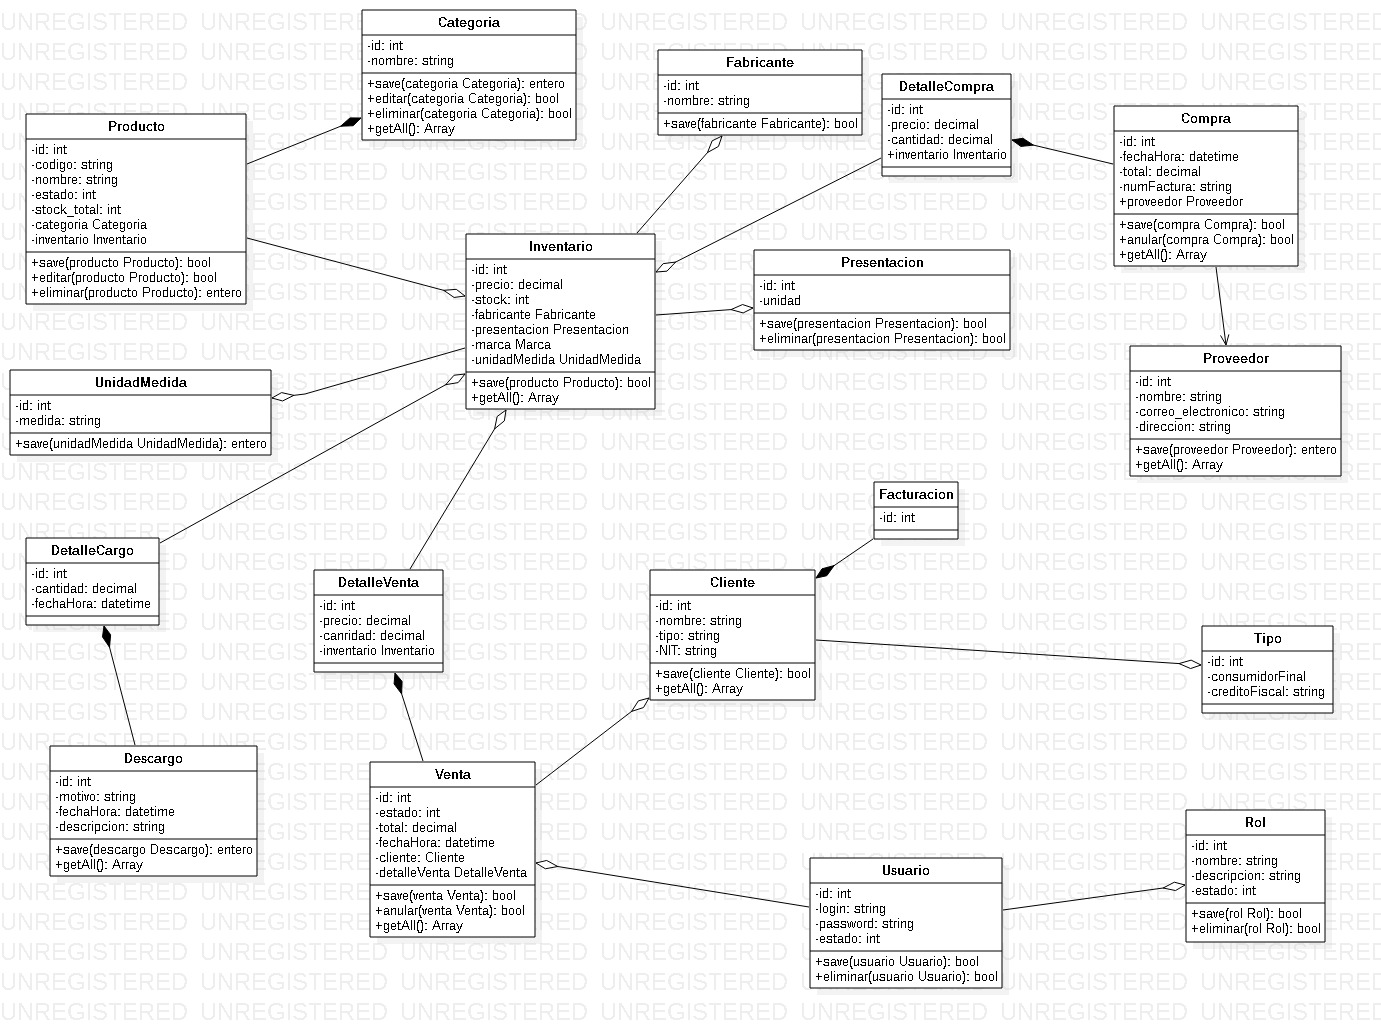 UNREGISTERED
Categoria
-id: int
-nombre: string
+save(categoria Categoria): entero
+editar(categoria Categoria): bool
+eliminar(categoria Categoria): bool
+getAll(): Array
Fabricante
-id: int
-nombre: string
+save(fabricante Fabricante): bool
DetalleCompra
-id: int
-precio: decimal
-cantidad: decimal
+inventario Inventario
Compra
-id: int
-fechaHora: datetime
-total: decimal
-numFactura: string
+proveedor Proveedor
+save(compra Compra): bool
+anular(compra Compra): bool
+getAll(): Array
Producto
-id: int
-codigo: string
-nombre: string
-estado: int
-stock_total: int
-categoria Categoria
-inventario Inventario
+save(producto Producto): bool
+editar(producto Producto): bool
+eliminar(producto Producto): entero
Inventario
-id: int
-precio: decimal
-stock: int
-fabricante Fabricante
-presentacion Presentacion
-marca Marca
-unidadMedida UnidadMedida
+save(producto Producto): bool
+getAll(): Array
Presentacion
-id: int
-unidad
+save(presentacion Presentacion): bool
+eliminar(presentacion Presentacion): bool
Proveedor
-id: int
-nombre: string
-correo_electronico: string
-direccion: string
+save(proveedor Proveedor): entero
+getAll(): Array
UnidadMedida
-id: int
-medida: string
+save(unidadMedida UnidadMedida): entero
Facturacion
-id: int
DetalleCargo
-id: int
-cantidad: decimal
-fechaHora: datetime
DetalleVenta
-id: int
-precio: decimal
-canridad: decimal
-inventario Inventario
Cliente
-id: int
-nombre: string
-tipo: string
-NIT: string
+save(cliente Cliente): bool
+getAll(): Array
Tipo
-id: int
-consumidorFinal
-creditoFiscal: string
Descargo
-id: int
-motivo: string
-fechaHora: datetime
-descripcion: string
+save(descargo Descargo): entero
+getAll(): Array
Venta
-id: int
-estado: int
-total: decimal
-fechaHora: datetime
-cliente: Cliente
-detalleVenta DetalleVenta
+save(venta Venta): bool
+anular(venta Venta): bool
+getAll(): Array
Usuario
-id: int
-login: string
-password: string
-estado: int
+save(usuario Usuario): bool
+eliminar(usuario Usuario): bool
Rol
-id: int
-nombre: string
-descripcion: string
-estado: int
+save(rol Rol): bool
+eliminar(rol Rol): bool